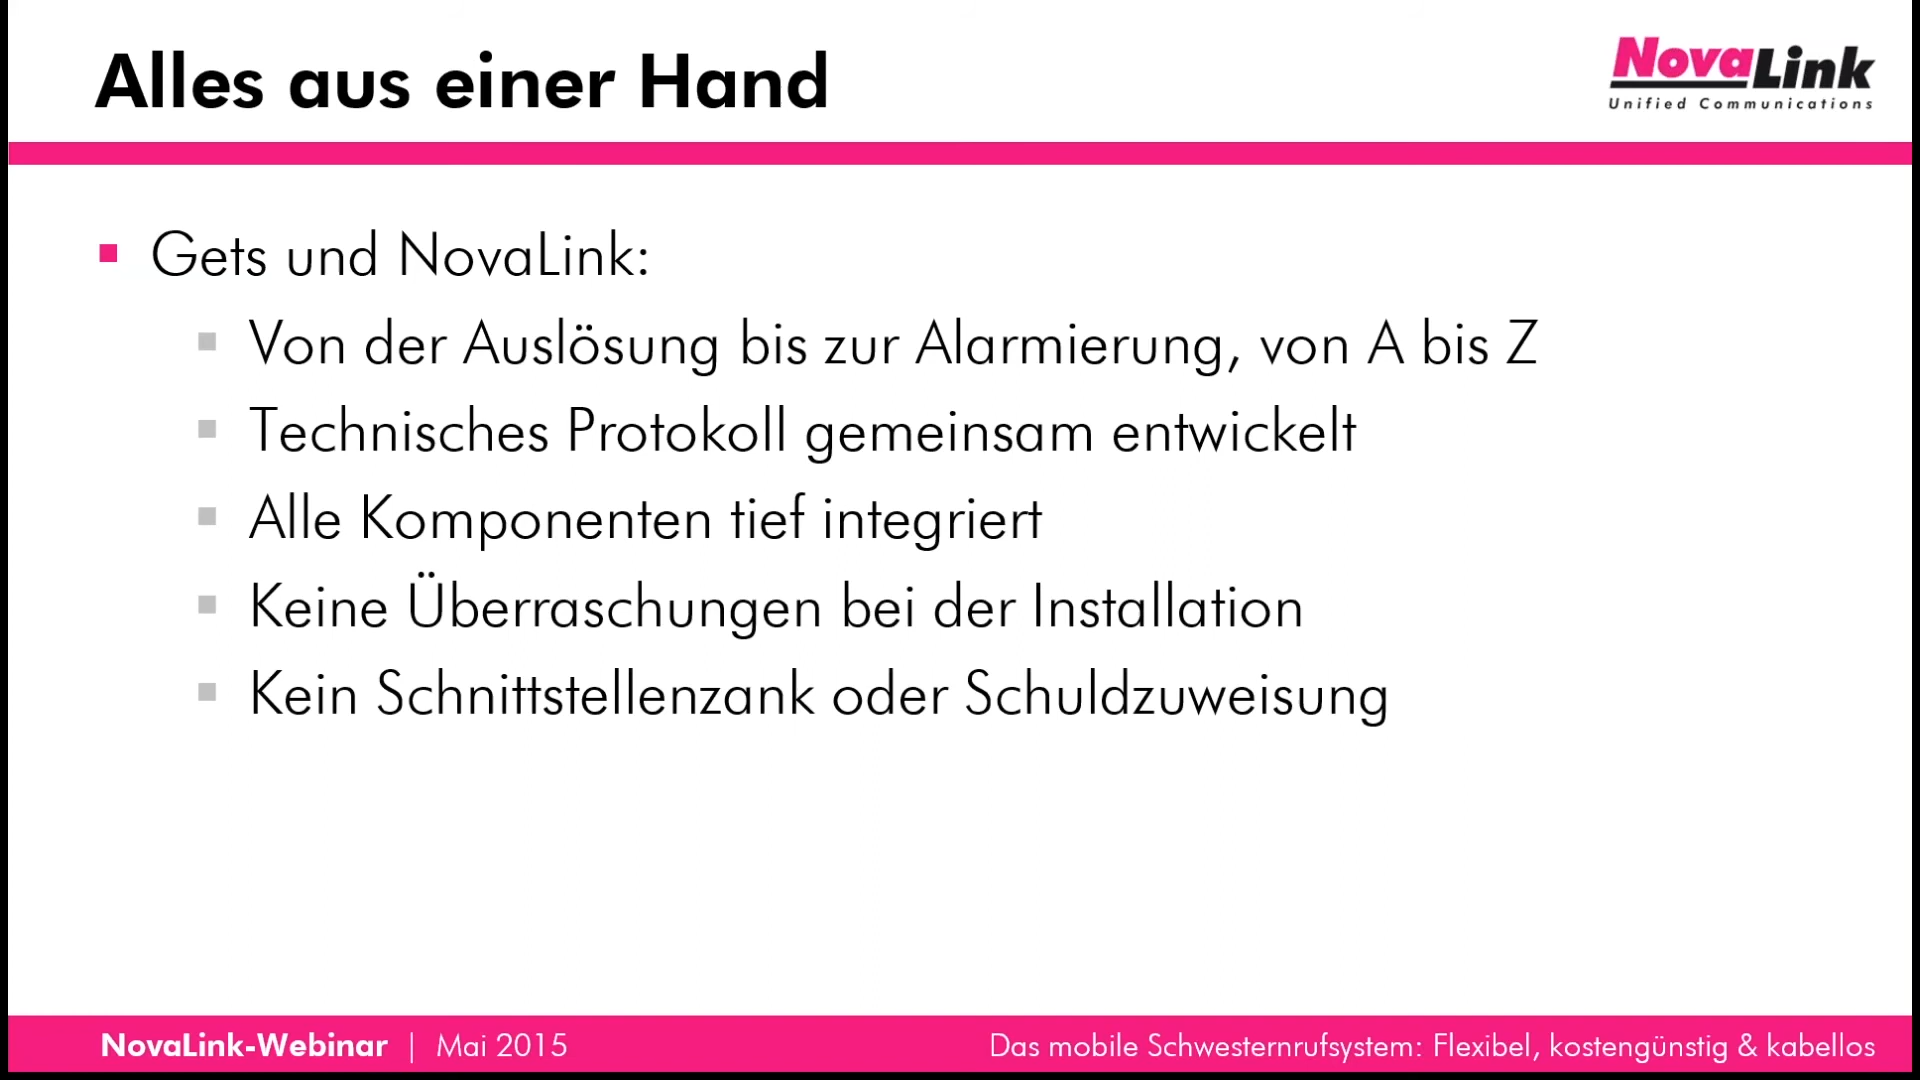 Alles aus einer Hand
NovaLink
Unified Communications
Gets und NovaLink:
Von der Auslösung bis zur Alarmierung, von A bis Z
Technisches Protokoll gemeinsam entwickelt
Alle Komponenten tief integriert
Keine Überraschungen bei der Installation
Kein Schnittstellenzank oder Schuldzuweisung
NovaLink-Webinar | Mai 2015
Das mobile Schwesternrufsystem: Flexibel, kostengünstig & kabellos